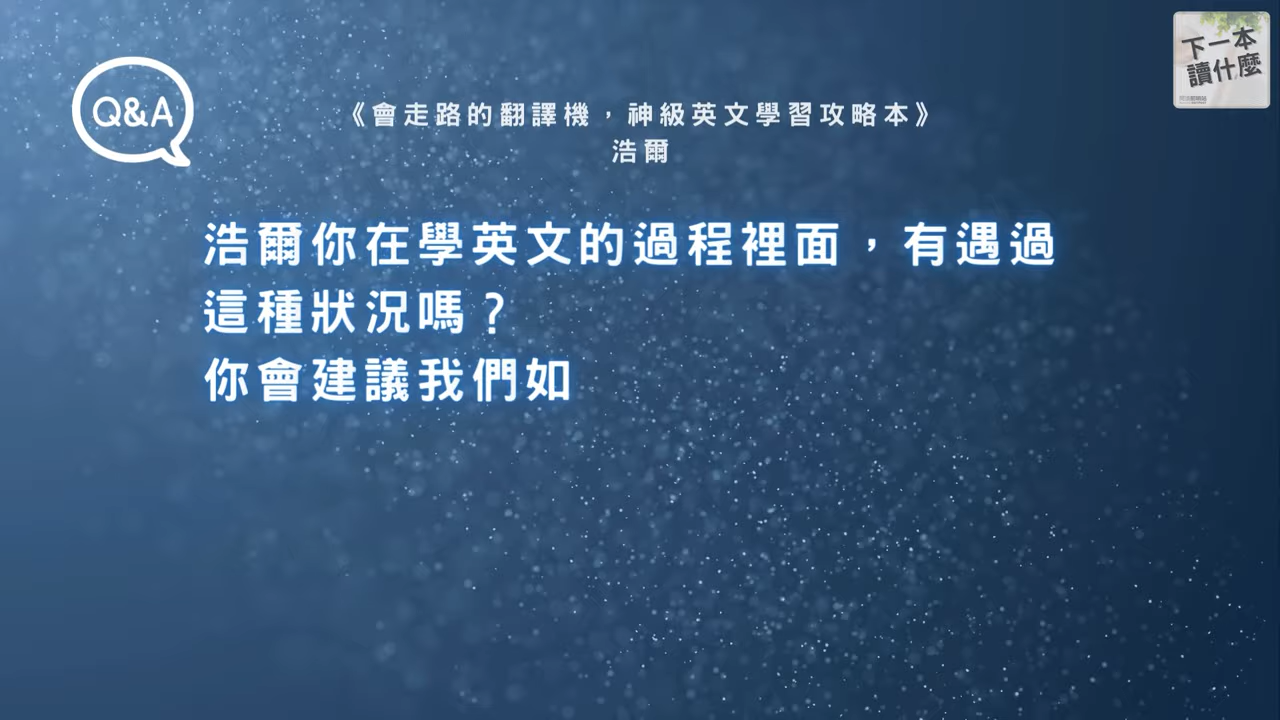 Q&A
《會走路的翻譯機，神級英文學習攻略本》
浩爾
下一本
讀什麼
浩爾你在學英文的過程裡面，有遇過
這種狀況嗎？
你會建議我們如